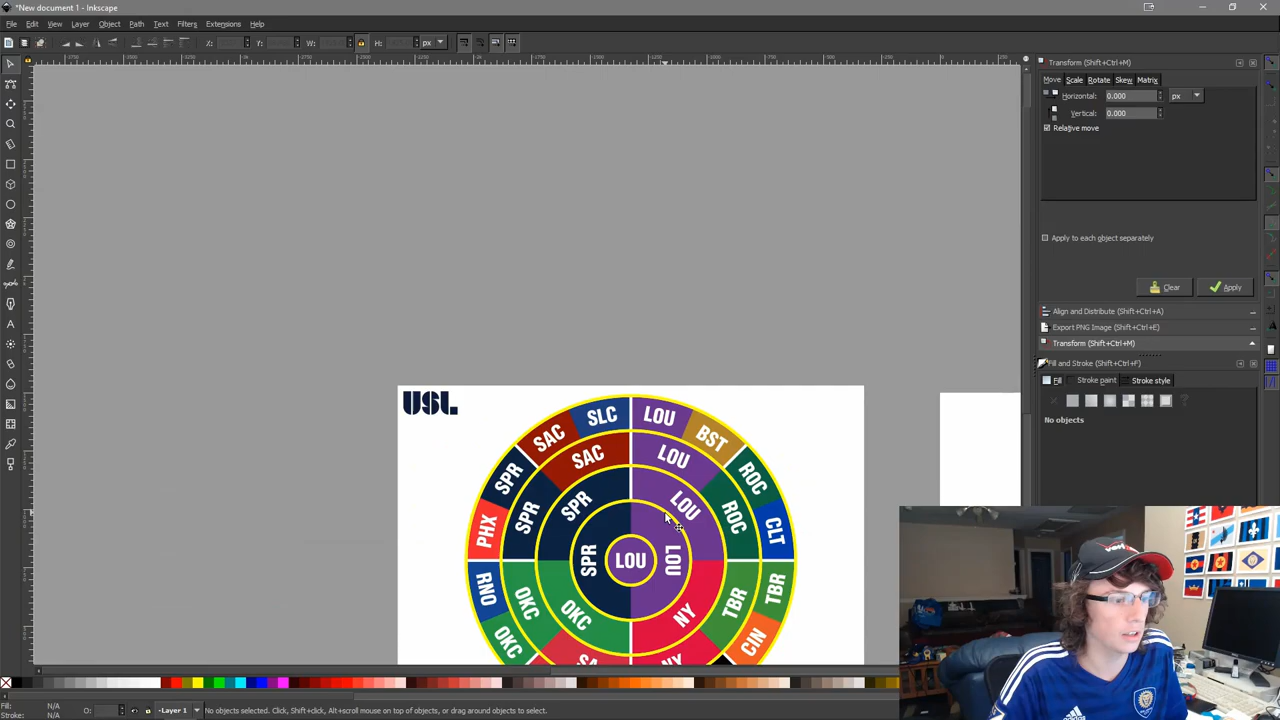 *New document 1 - Inkscape
File Edit View Layer Object Path Text Filters Extensions Help
X: Y: W: H: px
Transform (Shift+Ctrl+M)
Move Scale Rotate Skew Matrix
Horizontal: 0.000 px
Vertical: 0.000
Relative move
Apply to each object separately
Clear Apply
Align and Distribute (Shift+Ctrl+A)
Export PNG Image (Shift+Ctrl+E)
Transform (Shift+Ctrl+M)
Fill and Stroke (Shift+Ctrl+F)
Fill Stroke paint Stroke style
No objects
USL
SAC SLC LOU BST
SPR SAC LOU ROC
PHX SPR SPR LOU ROC CLT
SPR LOU LOU
RNO OKC OKC NY TBR TBR
OKC NY CIN
Fill: N/A
Stroke: N/A
O:
Layer 1
No objects selected. Click, Shift+click, Alt+scroll mouse on top of objects, or drag around objects to select.